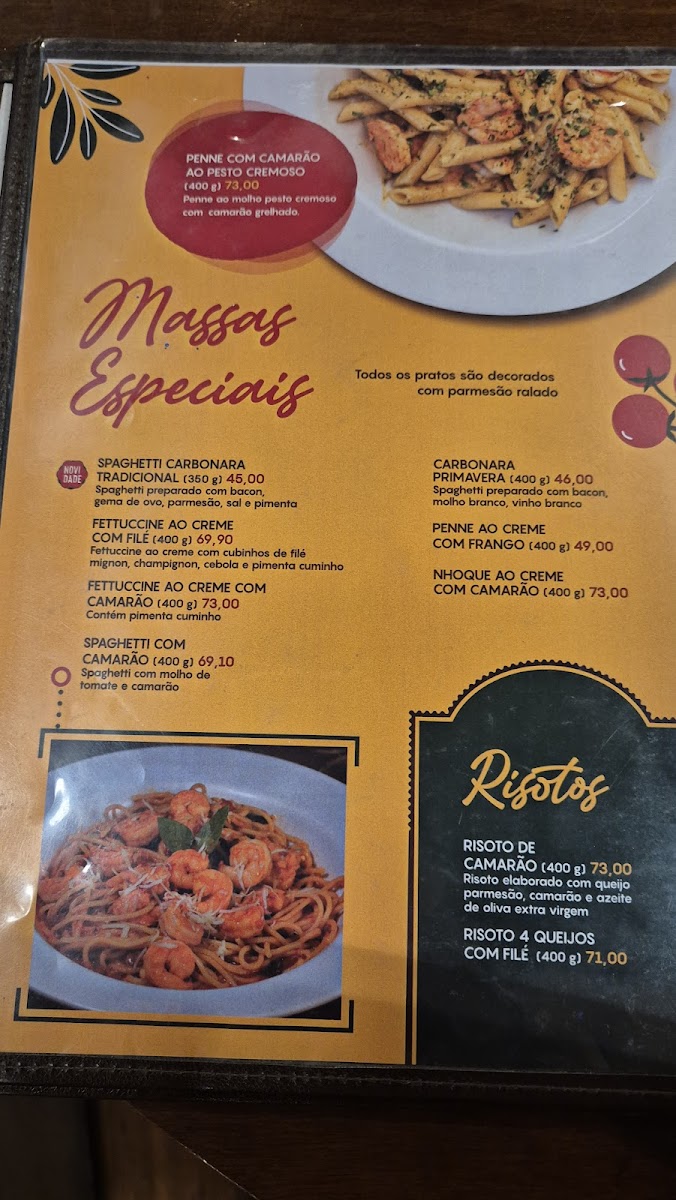 PENNE COM CAMARÃO
AO PESTO CREMOSO
(400 g) 73,00
Penne ao molho pesto cremoso
com camarão grelhado.
Massas
Especiais
Todos os pratos são decorados
com parmesão ralado
NOVI
DADE
SPAGHETTI CARBONARA
TRADICIONAL (350 g) 45,00
Spaghetti preparado com bacon,
gema de ovo, parmesão, sal e pimenta
FETTUCCINE AO CREME
COM FILÉ (400 g) 69,90
Fettuccine ao creme com cubinhos de filé
mignon, champignon, cebola e pimenta cuminho
FETTUCCINE AO CREME COM
CAMARÃO (400 g) 73,00
Contém pimenta cuminho
SPAGHETTI COM
CAMARÃO (400 g) 69,10
Spaghetti com molho de
tomate e camarão
CARBONARA
PRIMAVERA (400 g) 46,00
Spaghetti preparado com bacon,
molho branco, vinho branco
PENNE AO CREME
COM FRANGO (400 g) 49,00
NHOQUE AO CREME
COM CAMARÃO (400 g) 73,00
Risotos
RISOTO DE
CAMARÃO (400 g) 73,00
Risoto elaborado com queijo
parmesão, camarão e azeite
de oliva extra virgem
RISOTO 4 QUEIJOS
COM FILÉ (400 g) 71,00